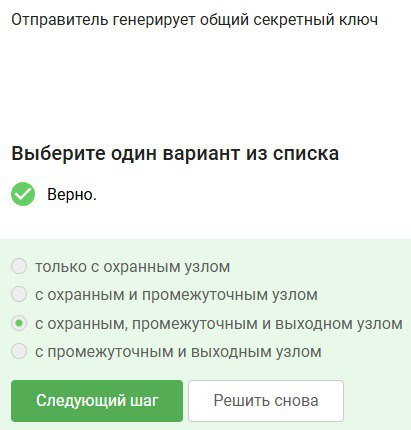 Отправитель генерирует общий секретный ключ
Выберите один вариант из списка
Верно.
только с охранным узлом
с охранным и промежуточным узлом
с охранным, промежуточным и выходном узлом
с промежуточным и выходным узлом
Следующий шаг
Решить снова